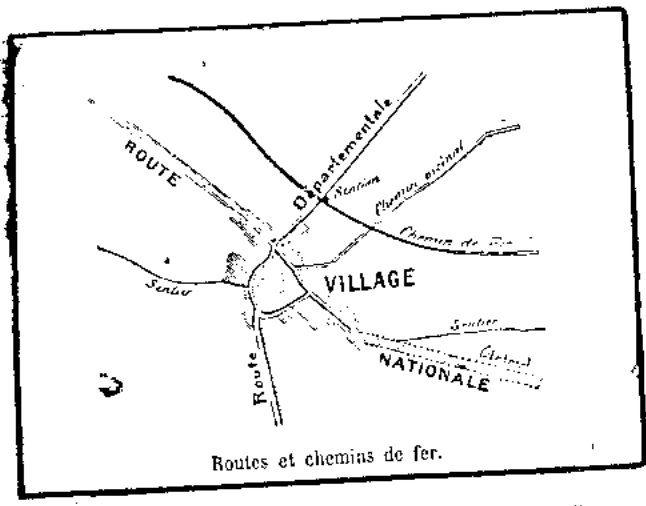 ROUTE
Départementale
Station
Chemin vicinal
Chemin de Fer
Sentier
VILLAGE
Sentier
NATIONALE
Route
Routes et chemins de fer.